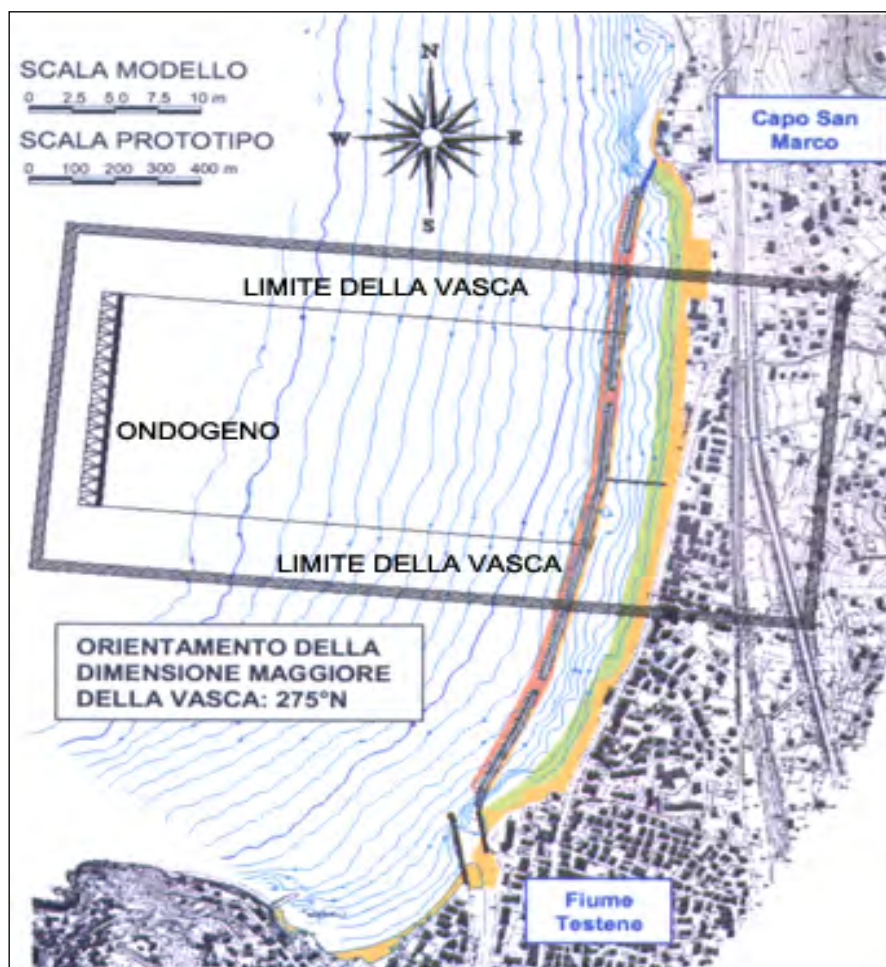 SCALA MODELLO
0 2.5 5.0 7.5 10 m
SCALA PROTOTIPO
0 100 200 300 400 m
N
W E
S
Capo San
Marco
LIMITE DELLA VASCA
ONDOGENO
LIMITE DELLA VASCA
ORIENTAMENTO DELLA
DIMENSIONE MAGGIORE
DELLA VASCA: 275°N
Fiume
Testene